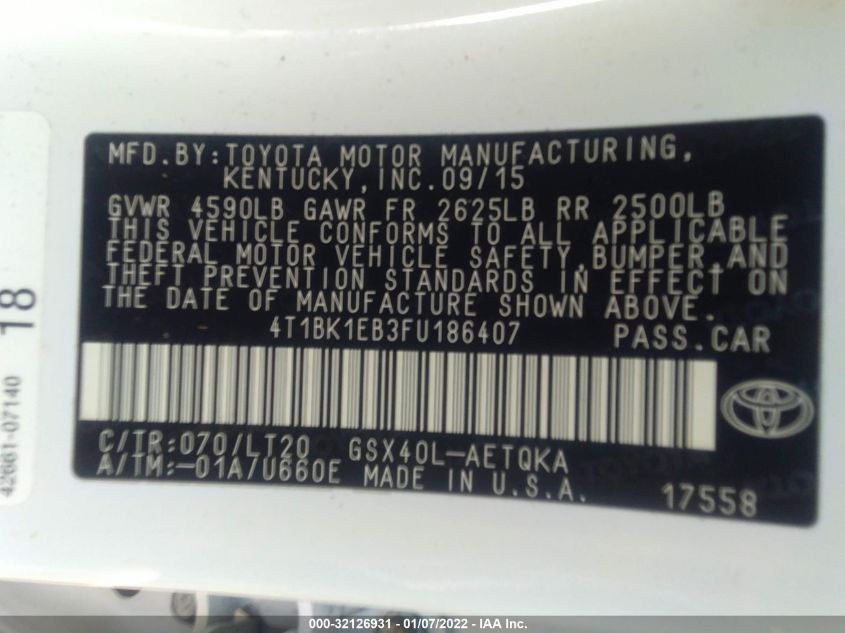 MFD.BY:TOYOTA MOTOR MANUFACTURING,
KENTUCKY,INC.09/15
GVWR 4590LB GAWR FR 2625LB RR 2500LB
THIS VEHICLE CONFORMS TO ALL APPLICABLE
FEDERAL MOTOR VEHICLE SAFETY,BUMPER,AND
THEFT PREVENTION STANDARDS IN EFFECT ON
THE DATE OF MANUFACTURE SHOWN ABOVE.
4T1BK1EB3FU186407 PASS.CAR
C/TR:070/LT20 GSX40L-AETQKA
A/TM:-01A/U660E MADE IN U.S.A.
17558
18
42661-07140
000-32126931 - 01/07/2022 - IAA Inc.